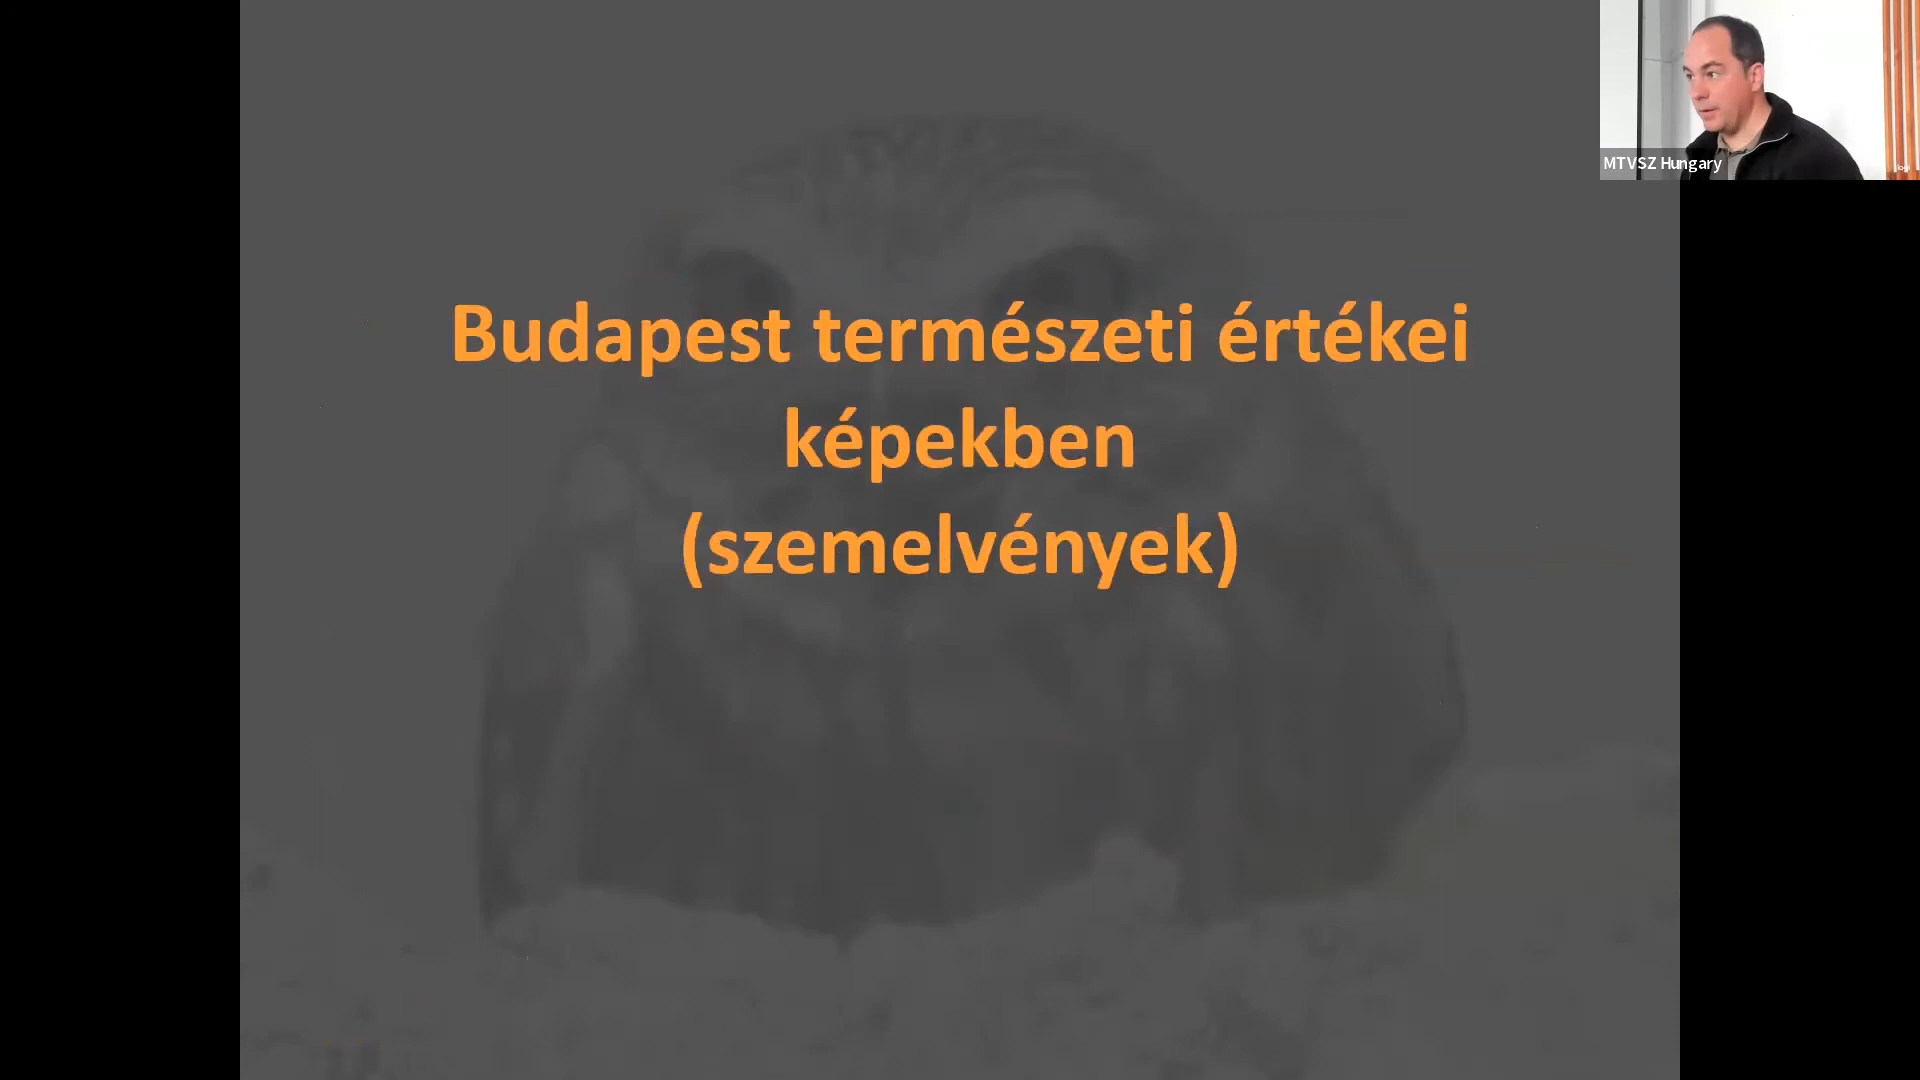 Budapest természeti értékei
képekben
(szemelvények)
MTVSZ Hungary